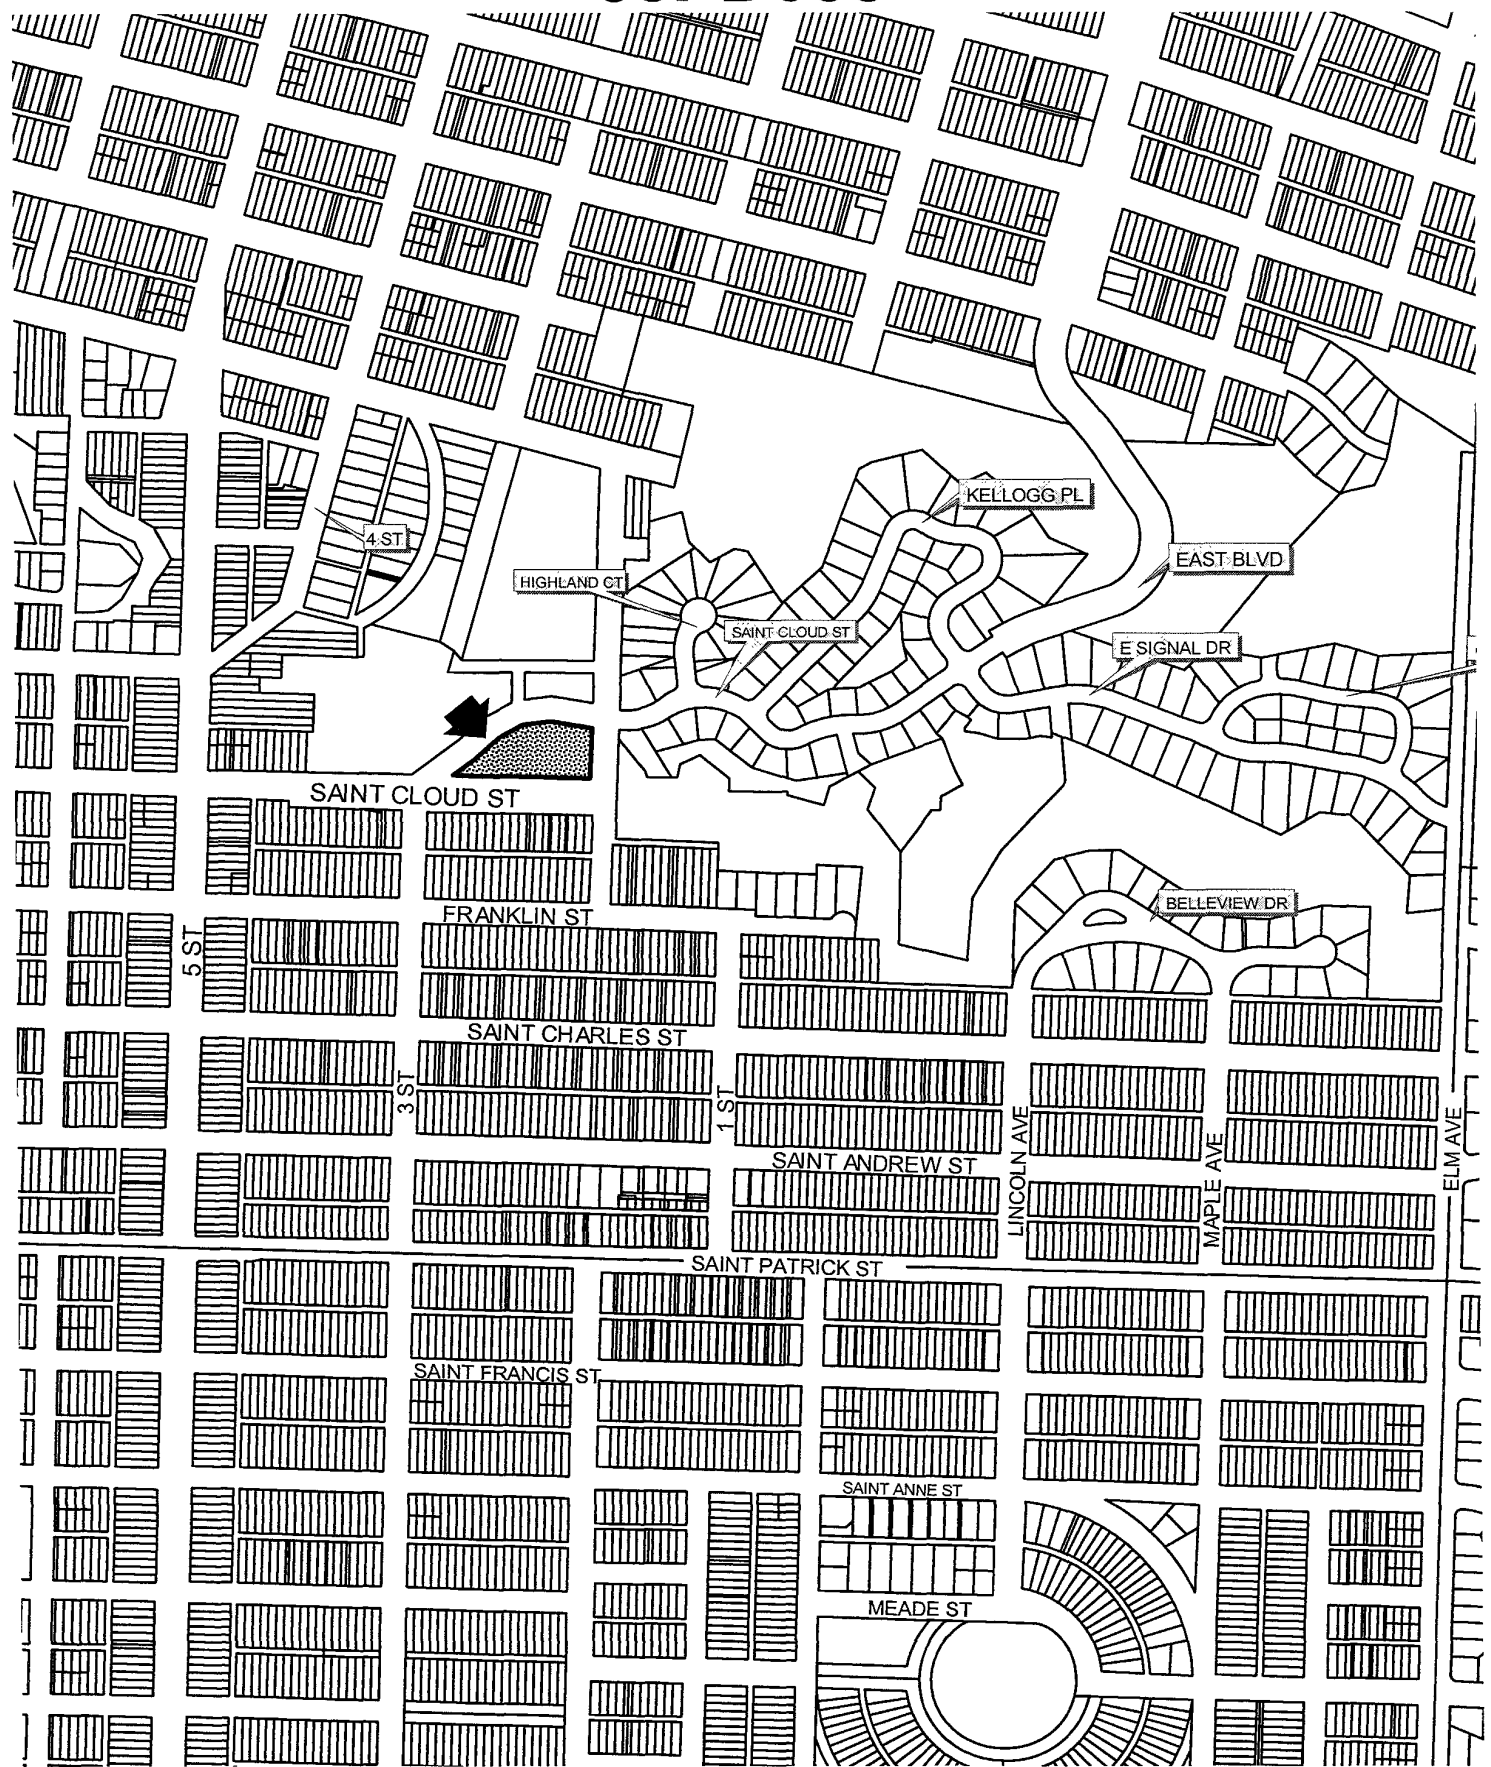 KELLOGG PL
4 ST
EAST BLVD
HIGHLAND CT
SAINT CLOUD ST
E SIGNAL DR
SAINT CLOUD ST
BELLEVIEW DR
FRANKLIN ST
5 ST
SAINT CHARLES ST
3 ST
1 ST
LINCOLN AVE
MAPLE AVE
ELM AVE
SAINT ANDREW ST
SAINT PATRICK ST
SAINT FRANCIS ST
SAINT ANNE ST
MEADE ST